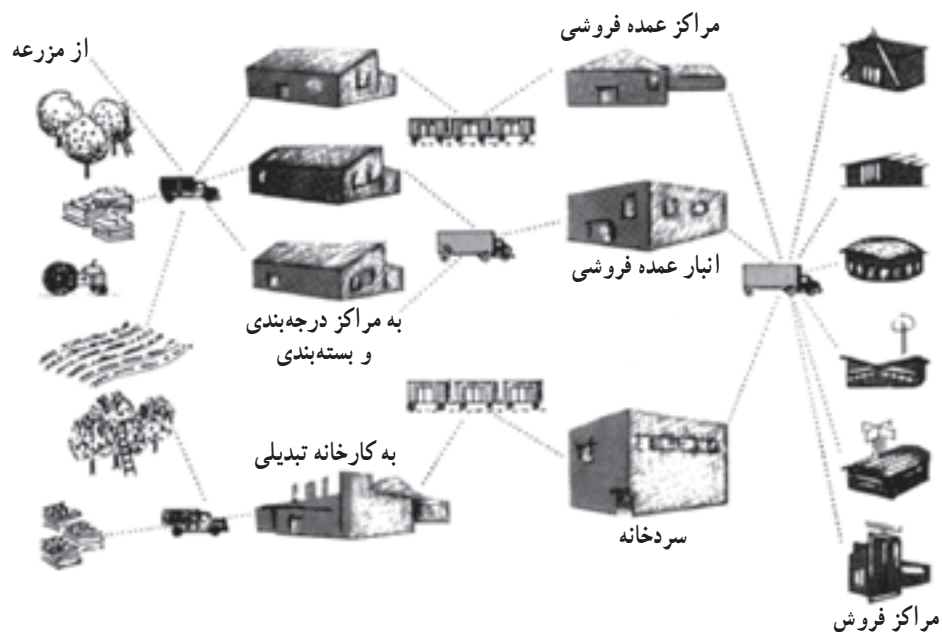 مراکز عمده فروشی
از مزرعه
انبار عمده فروشی
به مراکز درجه‌بندی
و بسته‌بندی
به کارخانه تبدیلی
سردخانه
مراکز فروش